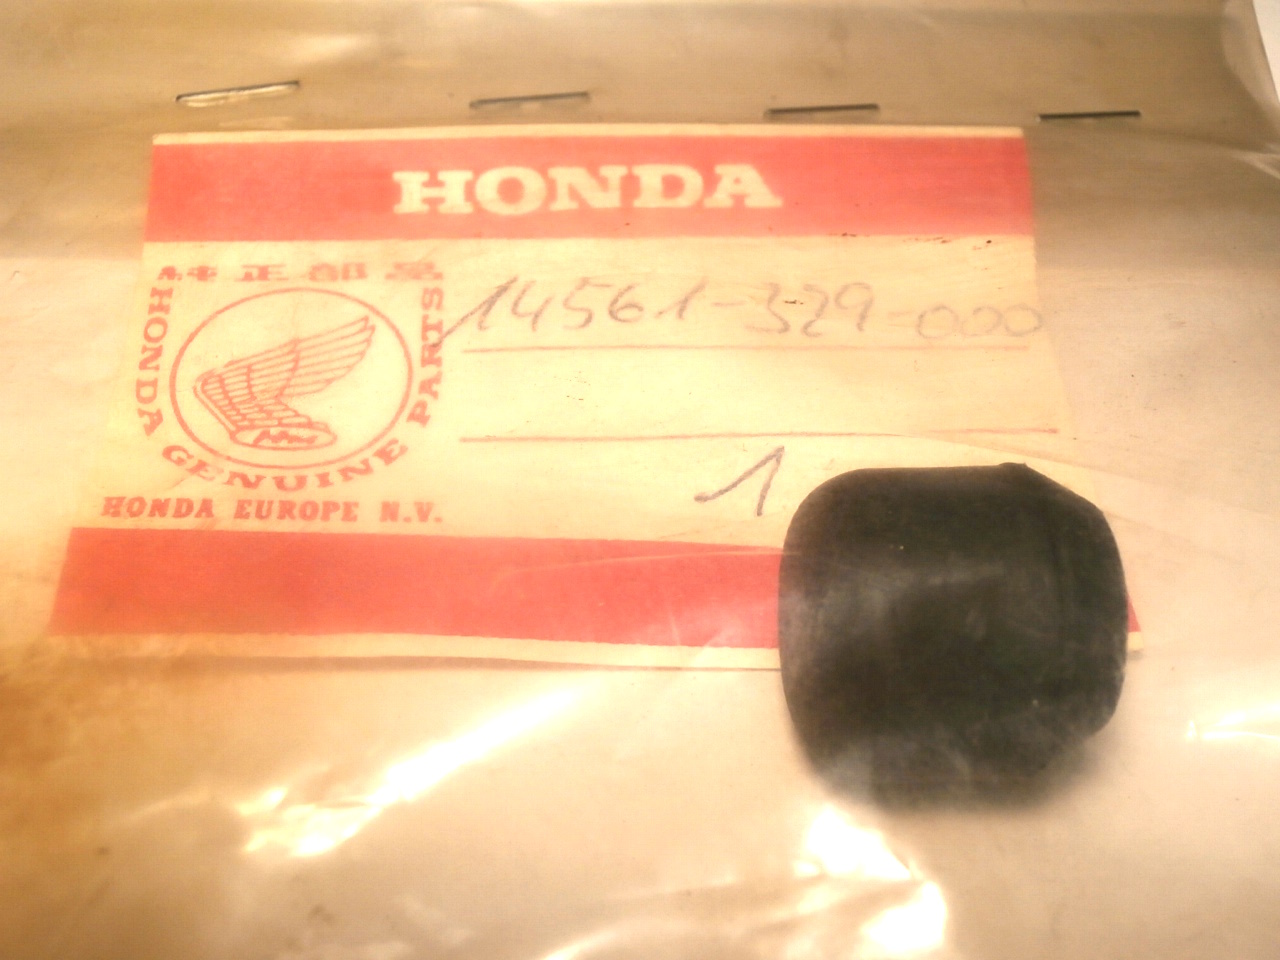 HONDA
純正部品
14561-329-000
HONDA GENUINE PARTS
1
HONDA EUROPE N.V.